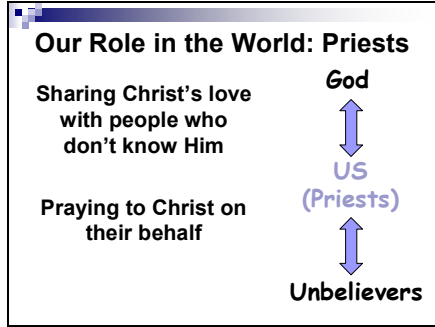 Our Role in the World: Priests
Sharing Christ's love
with people who
don't know Him
Praying to Christ on
their behalf
God
US
(Priests)
Unbelievers